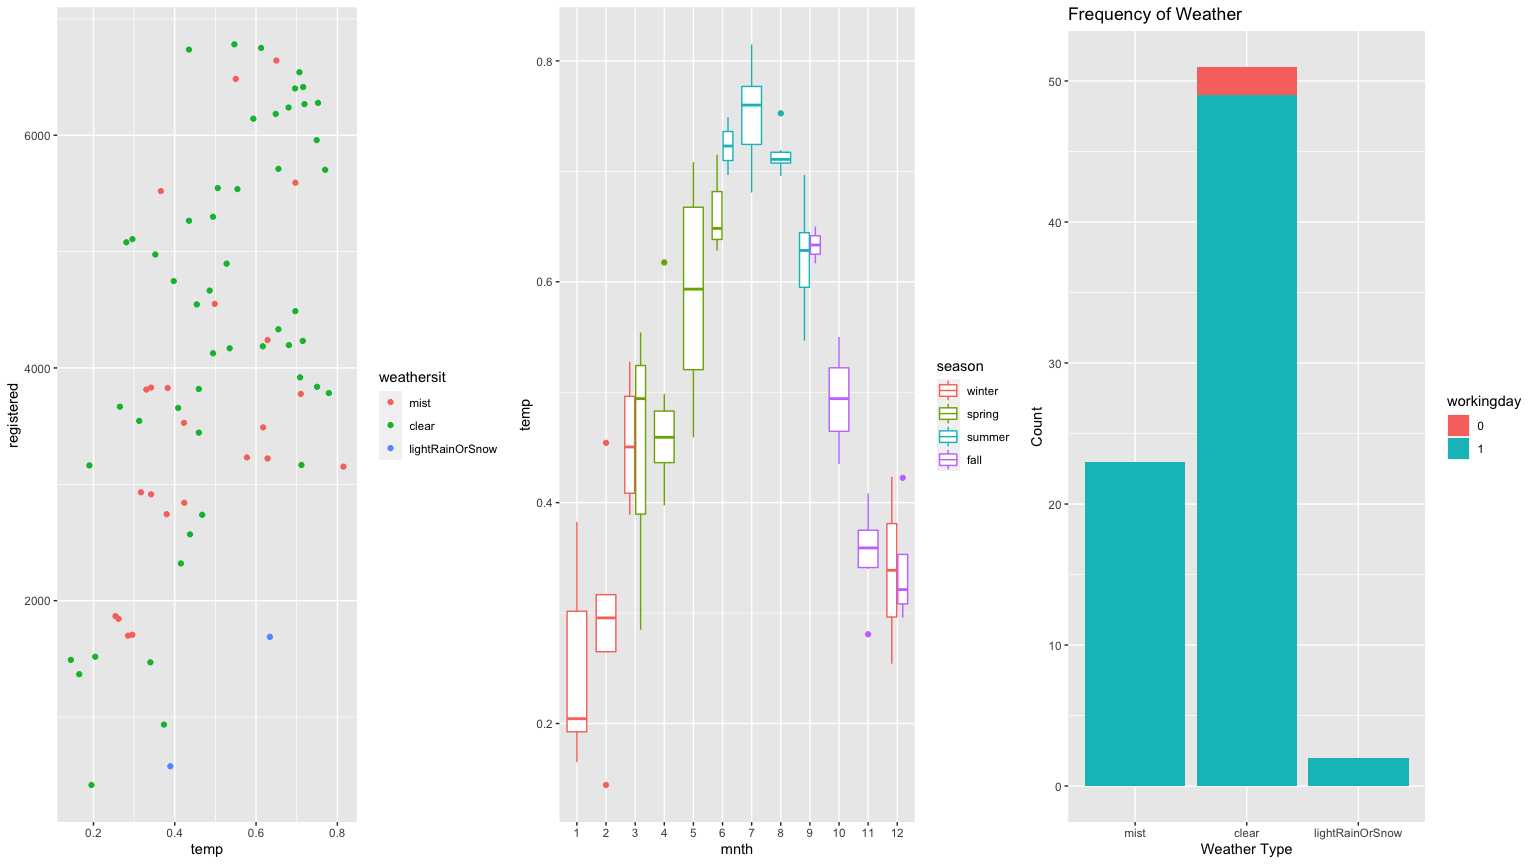 registered
6000
4000
2000
0.2 0.4 0.6 0.8
temp
weathersit
mist
clear
lightRainOrSnow
temp
0.8
0.6
0.4
0.2
1 2 3 4 5 6 7 8 9 10 11 12
mnth
season
winter
spring
summer
fall
Frequency of Weather
Count
50
40
30
20
10
0
mist clear lightRainOrSnow
Weather Type
workingday
0
1